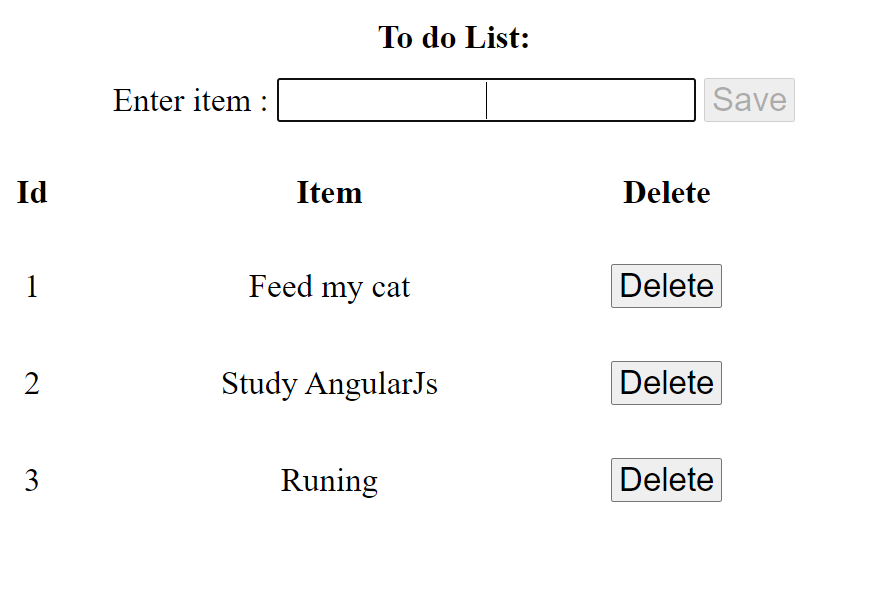 To do List:
Enter item : Save
Id Item Delete
1 Feed my cat Delete
2 Study AngularJs Delete
3 Runing Delete